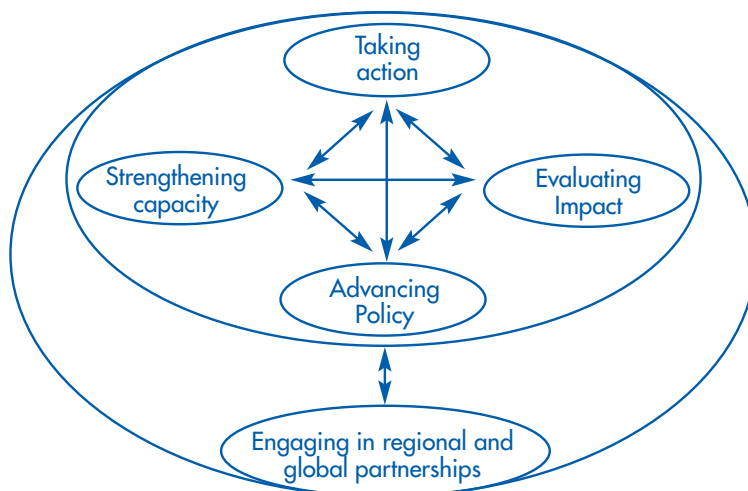 Taking
action
Strengthening
capacity
Evaluating
Impact
Advancing
Policy
Engaging in regional and
global partnerships